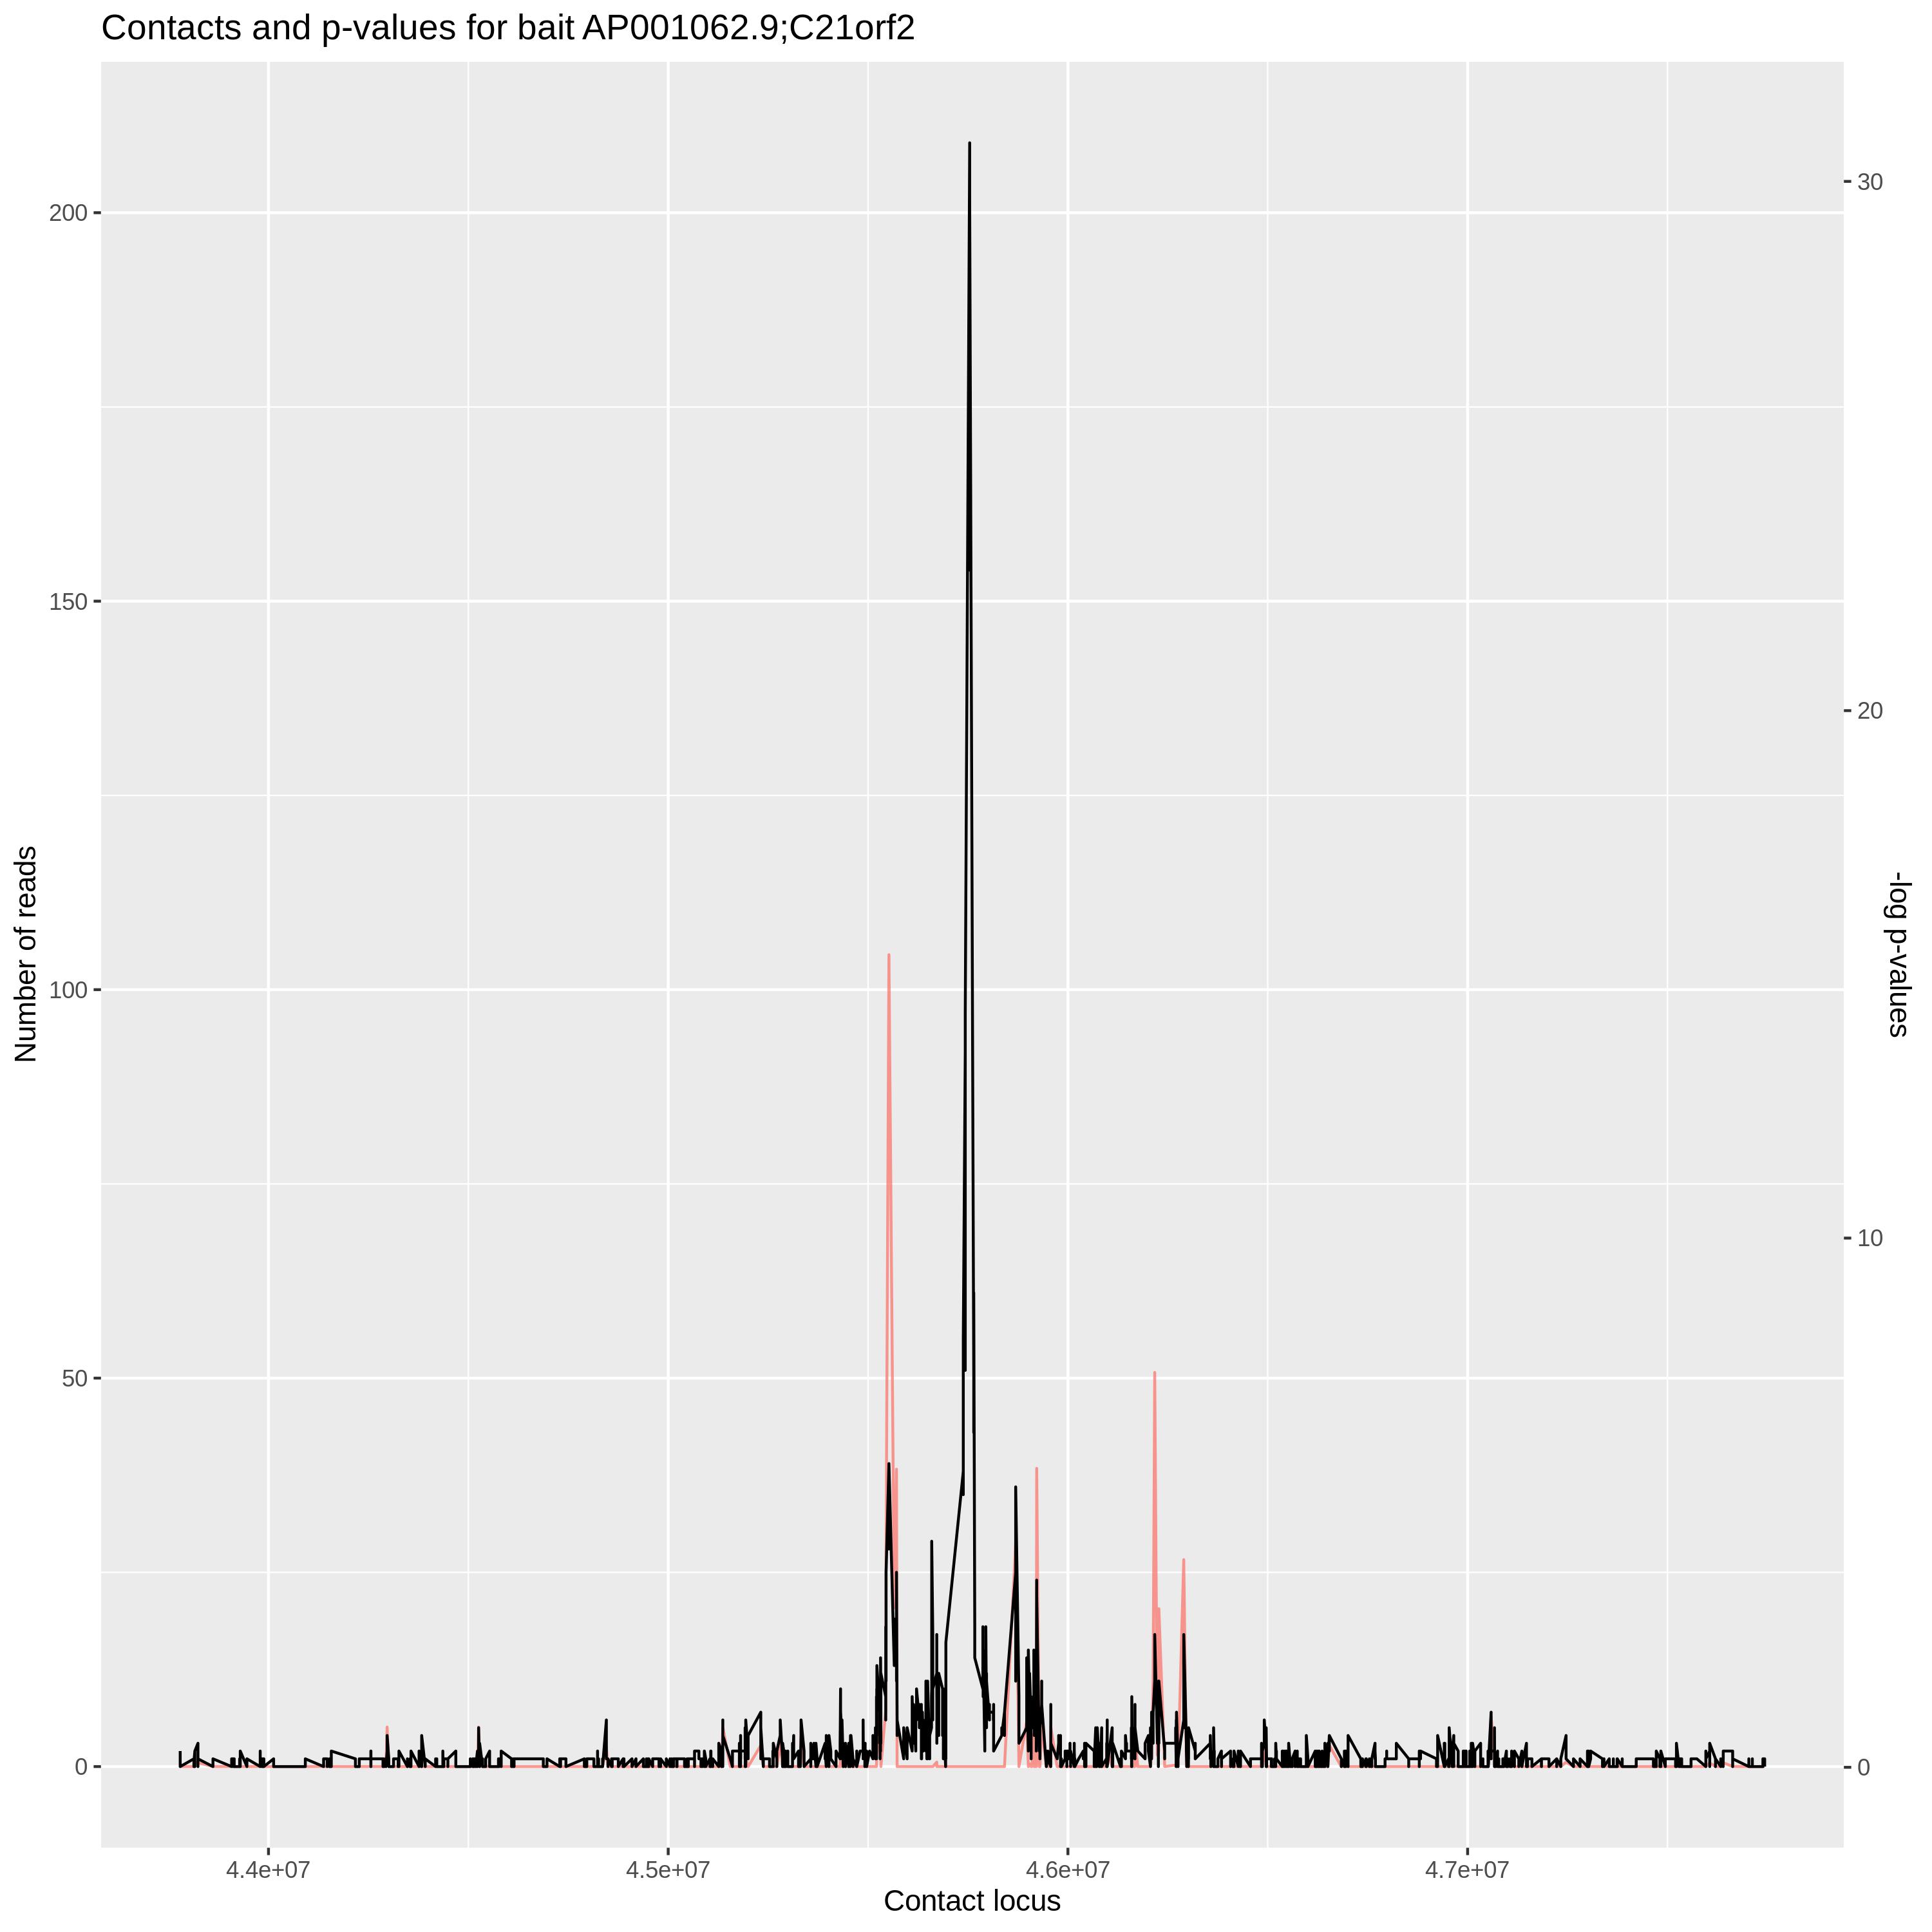 Contacts and p-values for bait AP001062.9;C21orf2
Number of reads
200
150
100
50
0
30
20
10
0
-log p-values
4.4e+07
4.5e+07
4.6e+07
4.7e+07
Contact locus